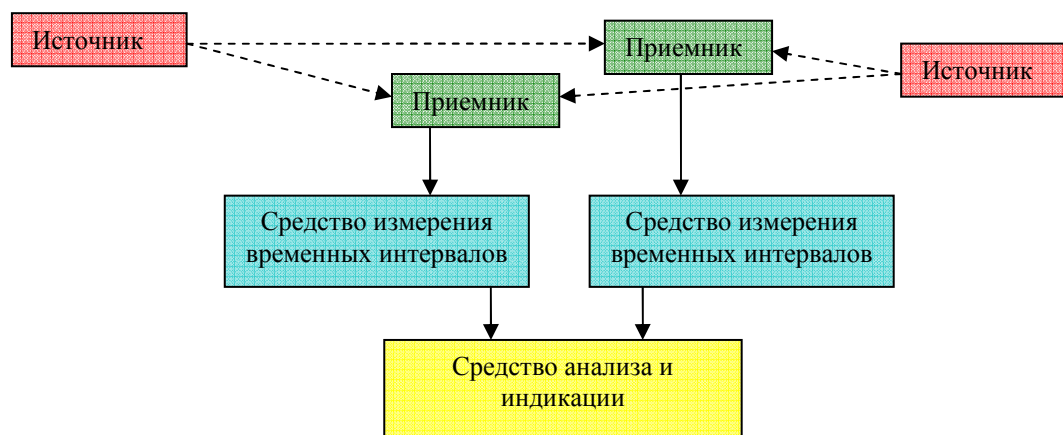 Источник
Приемник
Источник
Приемник
Средство измерения
временных интервалов
Средство измерения
временных интервалов
Средство анализа и
индикации